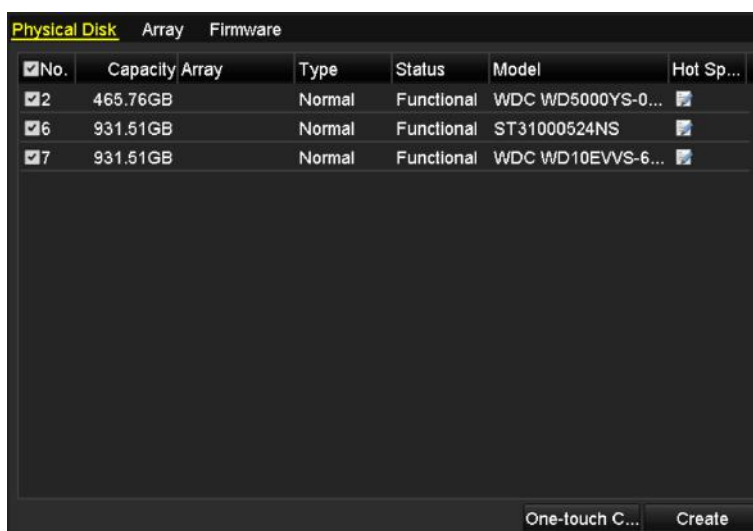 Physical Disk Array Firmware
No. Capacity Array Type Status Model Hot Sp...
2 465.76GB Normal Functional WDC WD5000YS-0...
6 931.51GB Normal Functional ST31000524NS
7 931.51GB Normal Functional WDC WD10EVVS-6...
One-touch C... Create